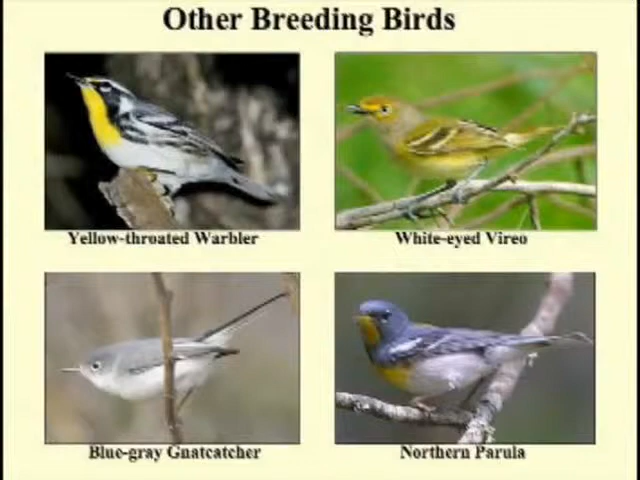 Other Breeding Birds
Yellow-throated Warbler
White-eyed Vireo
Blue-gray Gnatcatcher
Northern Parula